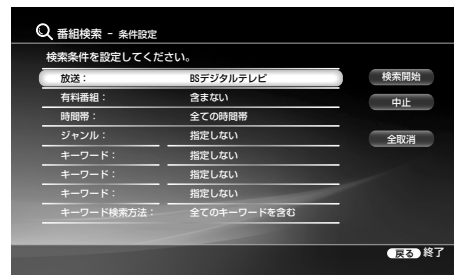 番組検索 - 条件設定
検索条件を設定してください。
放送： BSデジタルテレビ
検索開始
有料番組： 含まない
中止
時間帯： 全ての時間帯
ジャンル： 指定しない
全取消
キーワード： 指定しない
キーワード： 指定しない
キーワード： 指定しない
キーワード検索方法： 全てのキーワードを含む
戻る 終了